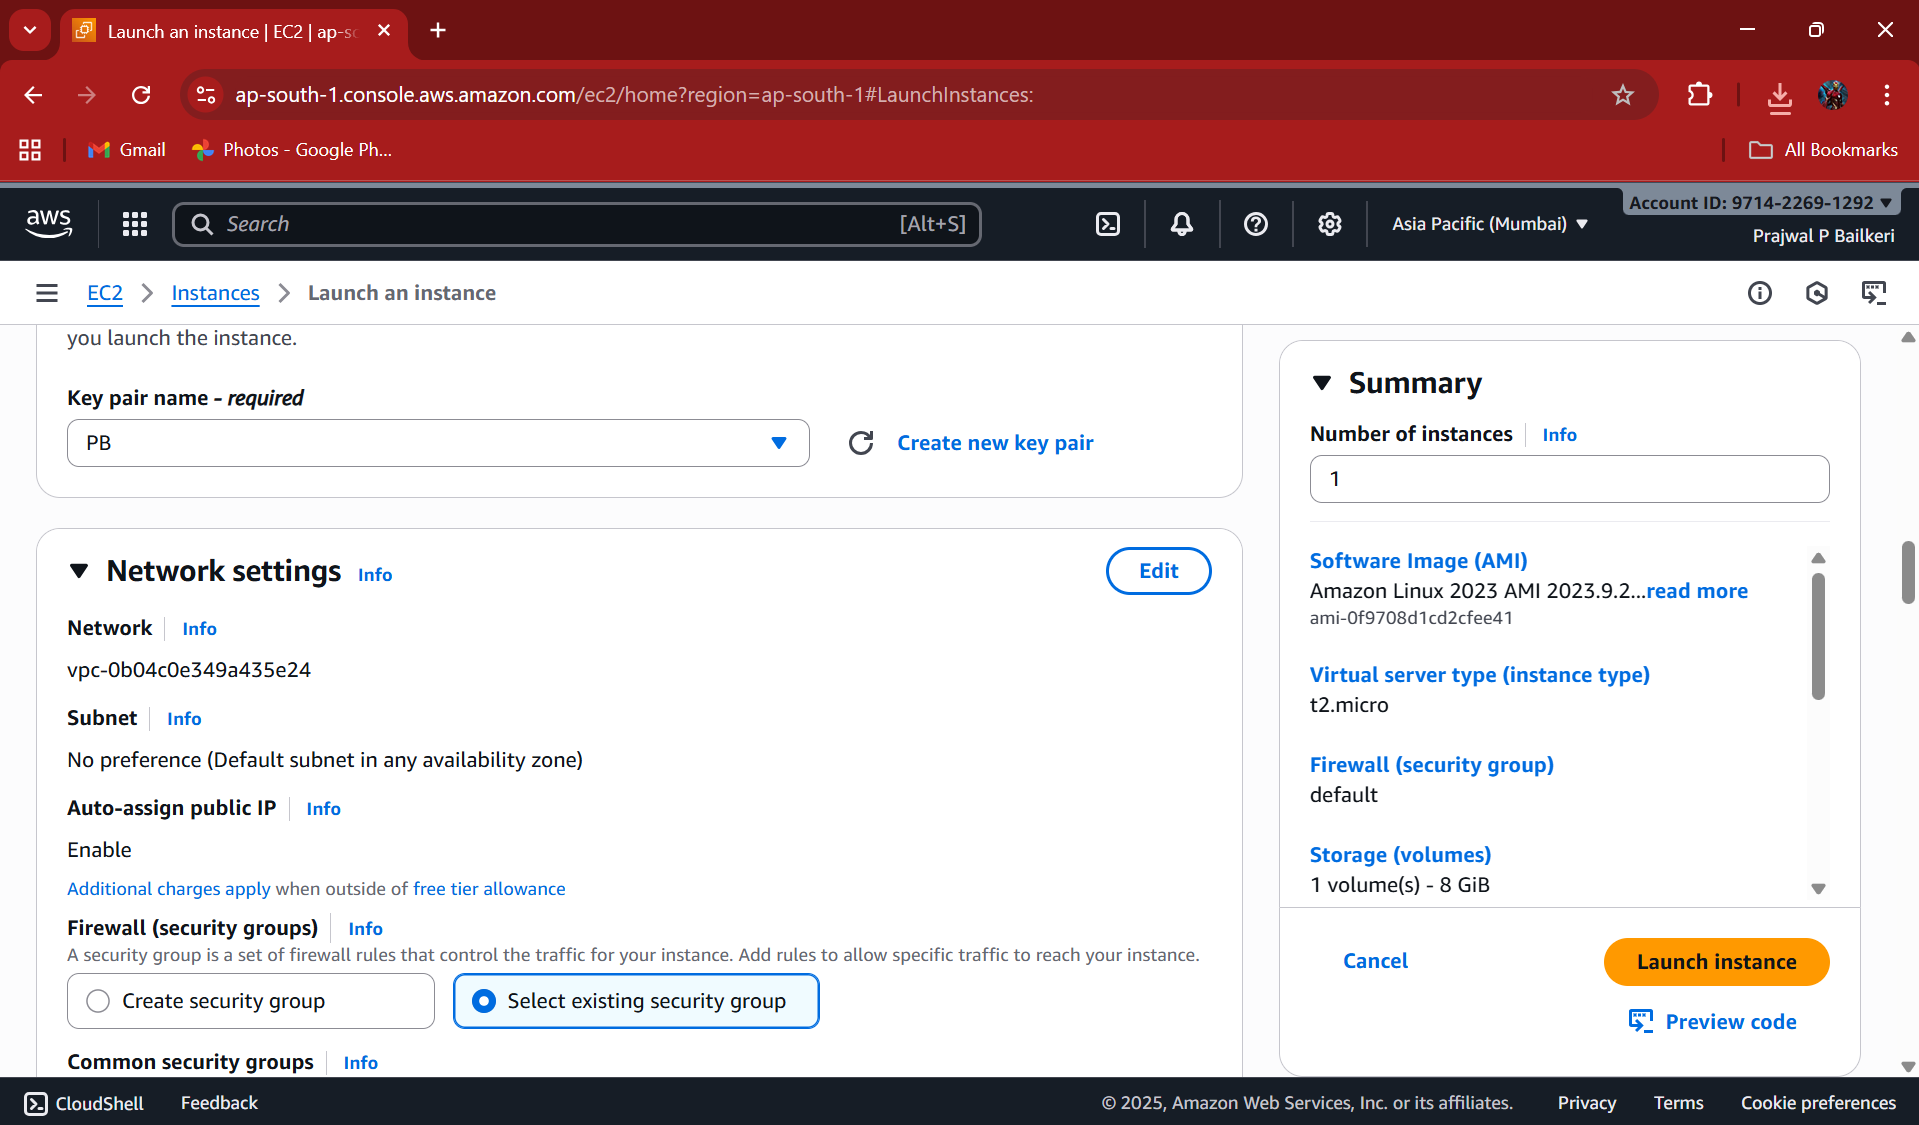 Launch an instance | EC2 | ap-sc
ap-south-1.console.aws.amazon.com/ec2/home?region=ap-south-1#LaunchInstances:
Gmail
Photos - Google Ph...
All Bookmarks
aws
Search
[Alt+S]
Asia Pacific (Mumbai)
Account ID: 9714-2269-1292
Prajwal P Bailkeri
EC2
Instances
Launch an instance
you launch the instance.
Key pair name - required
PB
Create new key pair
Network settings Info
Edit
Network Info
vpc-0b04c0e349a435e24
Subnet Info
No preference (Default subnet in any availability zone)
Auto-assign public IP Info
Enable
Additional charges apply when outside of free tier allowance
Firewall (security groups) Info
A security group is a set of firewall rules that control the traffic for your instance. Add rules to allow specific traffic to reach your instance.
Create security group
Select existing security group
Common security groups Info
Summary
Number of instances Info
1
Software Image (AMI)
Amazon Linux 2023 AMI 2023.9.2...read more
ami-0f9708d1cd2cfee41
Virtual server type (instance type)
t2.micro
Firewall (security group)
default
Storage (volumes)
1 volume(s) - 8 GiB
Cancel
Launch instance
Preview code
CloudShell
Feedback
© 2025, Amazon Web Services, Inc. or its affiliates.
Privacy
Terms
Cookie preferences